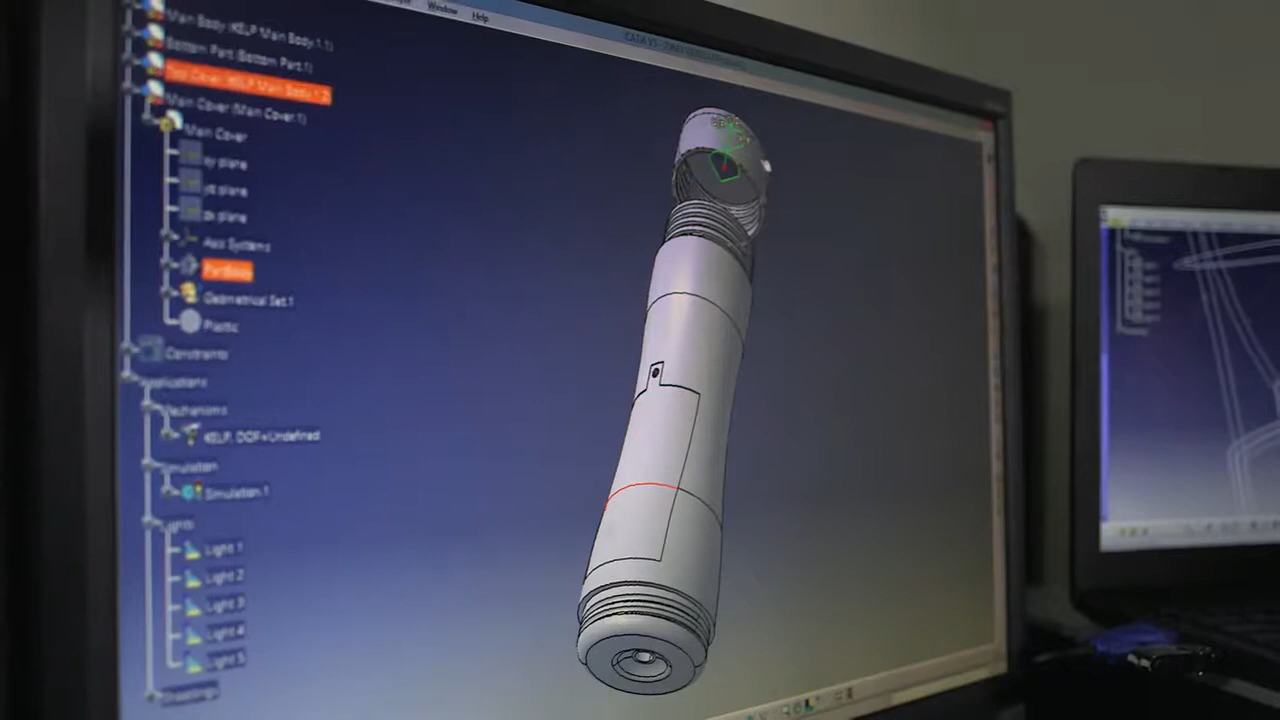 Window Help
Main Body (KELP Main Body.1.1)
Bottom Part (Bottom Part.1)
Main Cover (Main Cover.1)
Main Cover
xy plane
yz plane
zx plane
Axis Systems
PartBody
Geometrical Set.1
Plastic
Constraints
Applications
Mechanisms
KELP, DOF=Undefined
Simulation
Simulation.1
Lights
Light 1
Light 2
Light 3
Light 4
Light 5